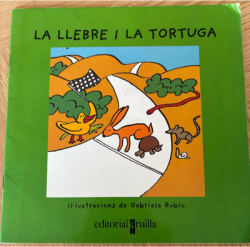 LA LLEBRE I LA TORTUGA
Il·lustracions de Gabriela Rubio
editorial Cruïlla